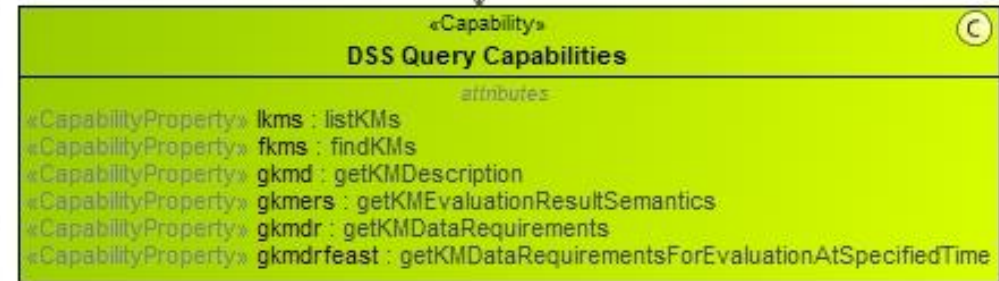 «Capability»
C
DSS Query Capabilities
attributes
«CapabilityProperty» lkms : listKMs
«CapabilityProperty» fkms : findKMs
«CapabilityProperty» gkmd : getKMDescription
«CapabilityProperty» gkmers : getKMEvaluationResultSemantics
«CapabilityProperty» gkmdr : getKMDataRequirements
«CapabilityProperty» gkmdrfeast : getKMDataRequirementsForEvaluationAtSpecifiedTime